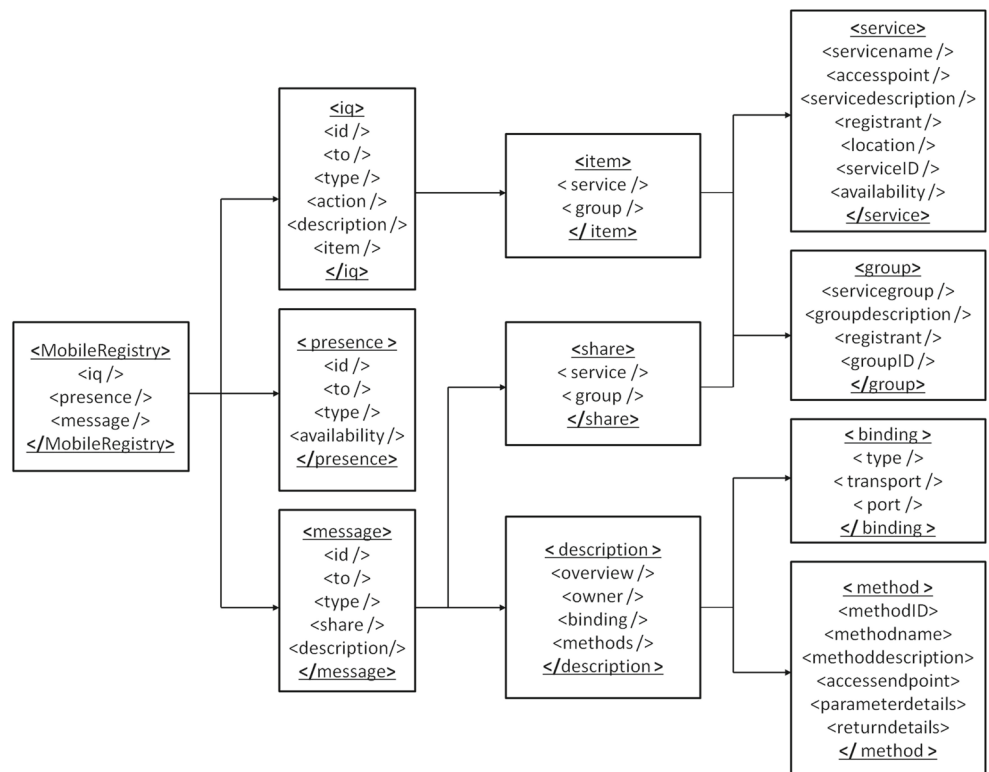 <MobileRegistry>
<iq />
<presence />
<message />
</MobileRegistry>
<iq>
<id />
<to />
<type />
<action />
<description />
<item />
</iq>
< presence >
<id />
<to />
<type />
<availability />
</presence>
<message>
<id />
<to />
<type />
<share />
<description/>
</message>
<item>
< service />
< group />
</ item>
<share>
< service />
< group />
</share>
< description >
<overview />
<owner />
<binding />
<methods />
</description >
<service>
<servicename />
<accesspoint />
<servicedescription />
<registrant />
<location />
<serviceID />
<availability />
</service>
<group>
<servicegroup />
<groupdescription />
<registrant />
<groupID />
</group>
< binding >
< type />
< transport />
< port />
</ binding >
< method >
<methodID>
<methodname>
<methoddescription>
<accessendpoint>
<parameterdetails>
<returndetails>
</ method >